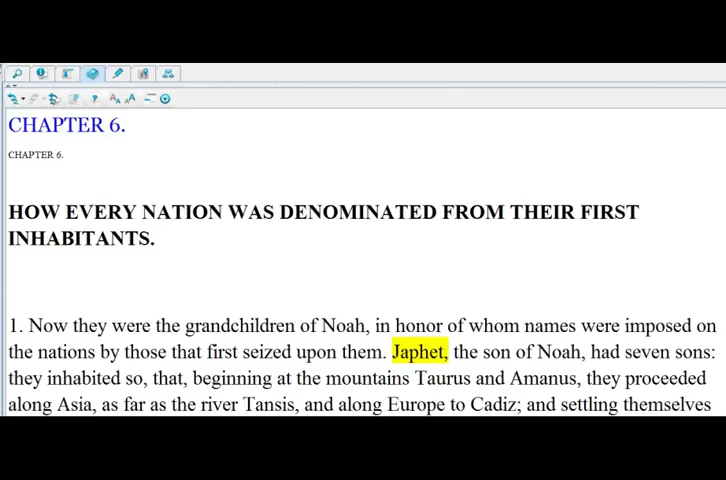 CHAPTER 6.
CHAPTER 6.
HOW EVERY NATION WAS DENOMINATED FROM THEIR FIRST
INHABITANTS.
1. Now they were the grandchildren of Noah, in honor of whom names were imposed on
the nations by those that first seized upon them. Japhet, the son of Noah, had seven sons:
they inhabited so, that, beginning at the mountains Taurus and Amanus, they proceeded
along Asia, as far as the river Tansis, and along Europe to Cadiz; and settling themselves